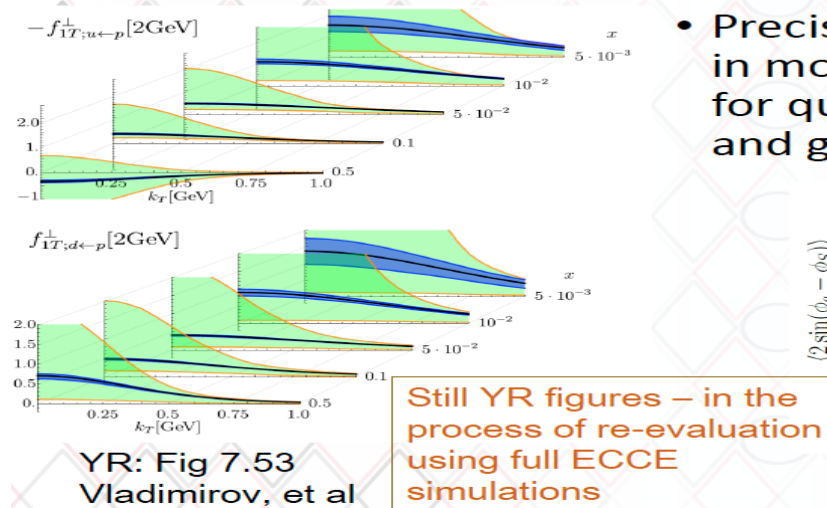 −f⊥1T;u←p[2GeV]
x
5 · 10−3
10−2
5 · 10−2
0.1
0.5
2.0
1.
0.
−1
0.25 0.5 0.75 1.0
kT[GeV]
• Precis
in mo
for qu
and g
f⊥1T;d←p[2GeV]
x
5 · 10−3
10−2
5 · 10−2
0.1
0.5
2.0
1.5
1.0
0.5
0.
0.25 0.5 0.75 1.0
kT[GeV]
⟨2 sin(ϕ
Still YR figures – in the
process of re-evaluation
using full ECCE
simulations
YR: Fig 7.53
Vladimirov, et al